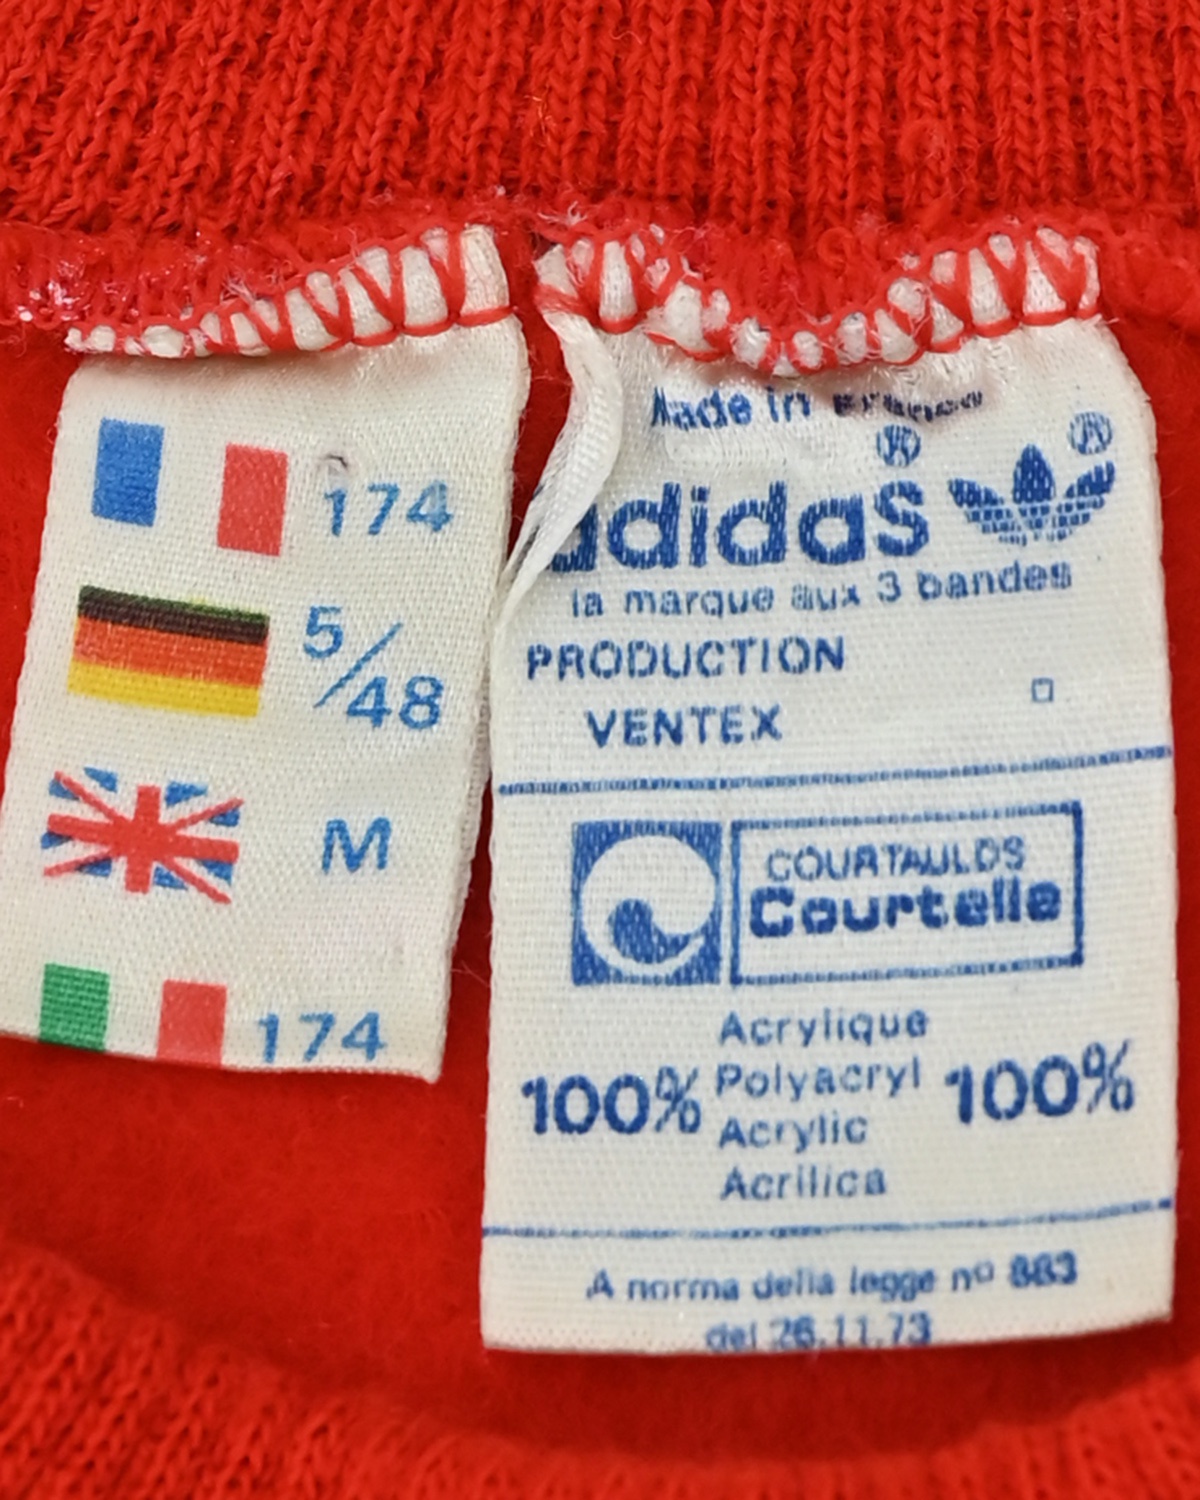 174
5/48
M
174
Made in France
®
®
adidas
la marque aux 3 bandes
PRODUCTION
VENTEX
COURTAULDS
Courtelle
Acrylique
100% Polyacryl 100%
Acrylic
Acrilica
A norma della legge nº 883
del 26.11.73